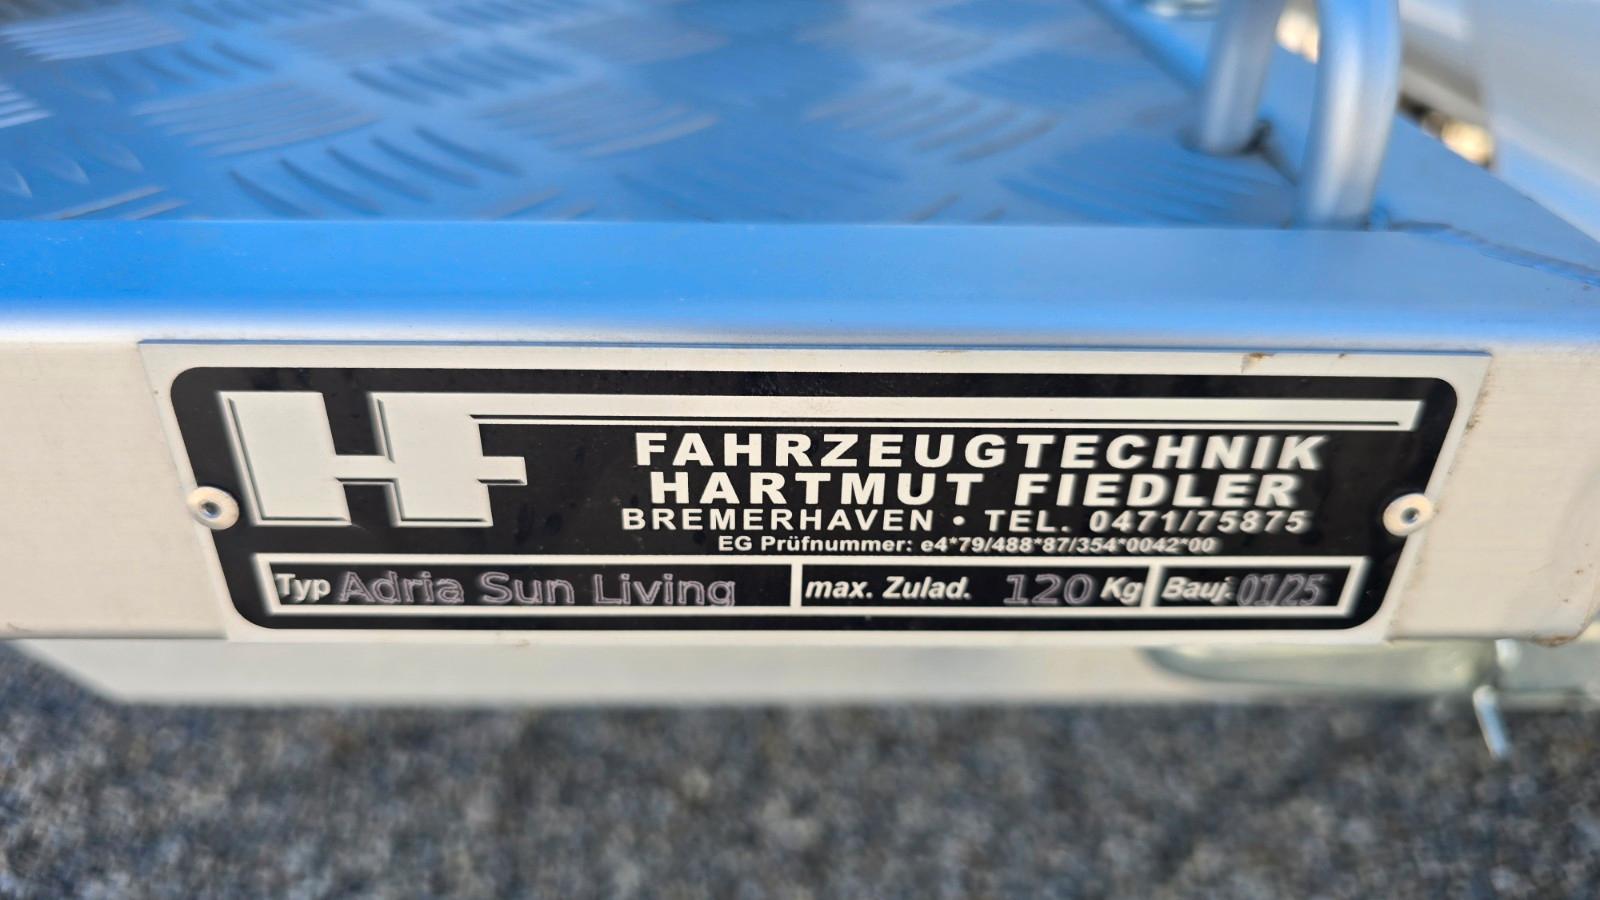 HF
FAHRZEUGTECHNIK
HARTMUT FIEDLER
BREMERHAVEN • TEL. 0471/75875
EG Prüfnummer: e4*79/488*87/354*0042*00
Typ Adria Sun Living max. Zulad. 120 Kg Bauj. 01/25